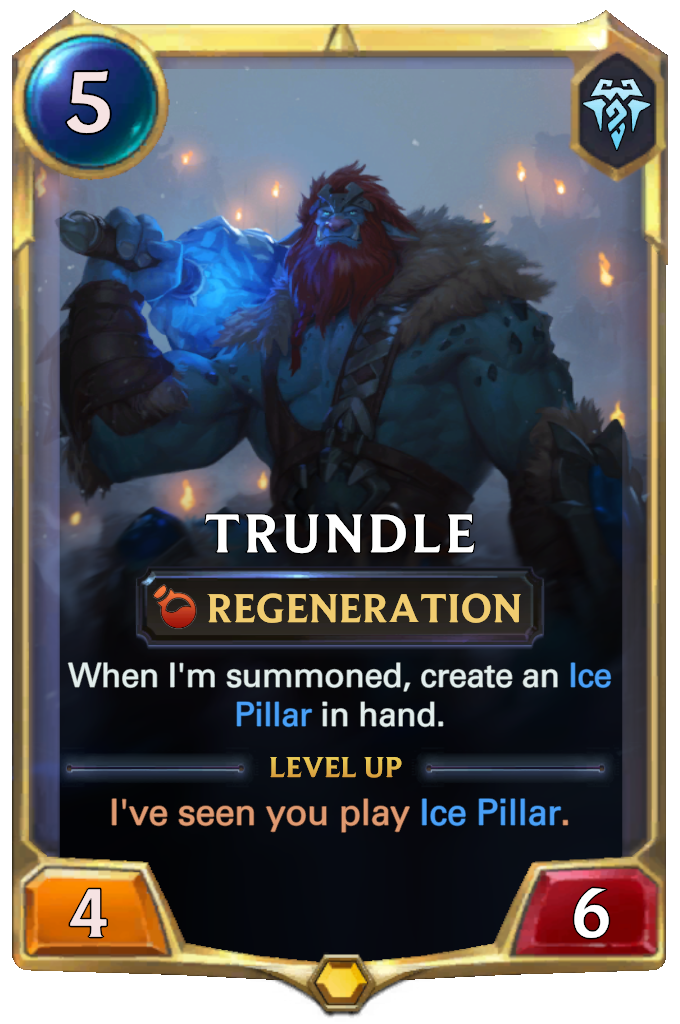 5
TRUNDLE
REGENERATION
When I'm summoned, create an Ice
Pillar in hand.
LEVEL UP
I've seen you play Ice Pillar.
4
6